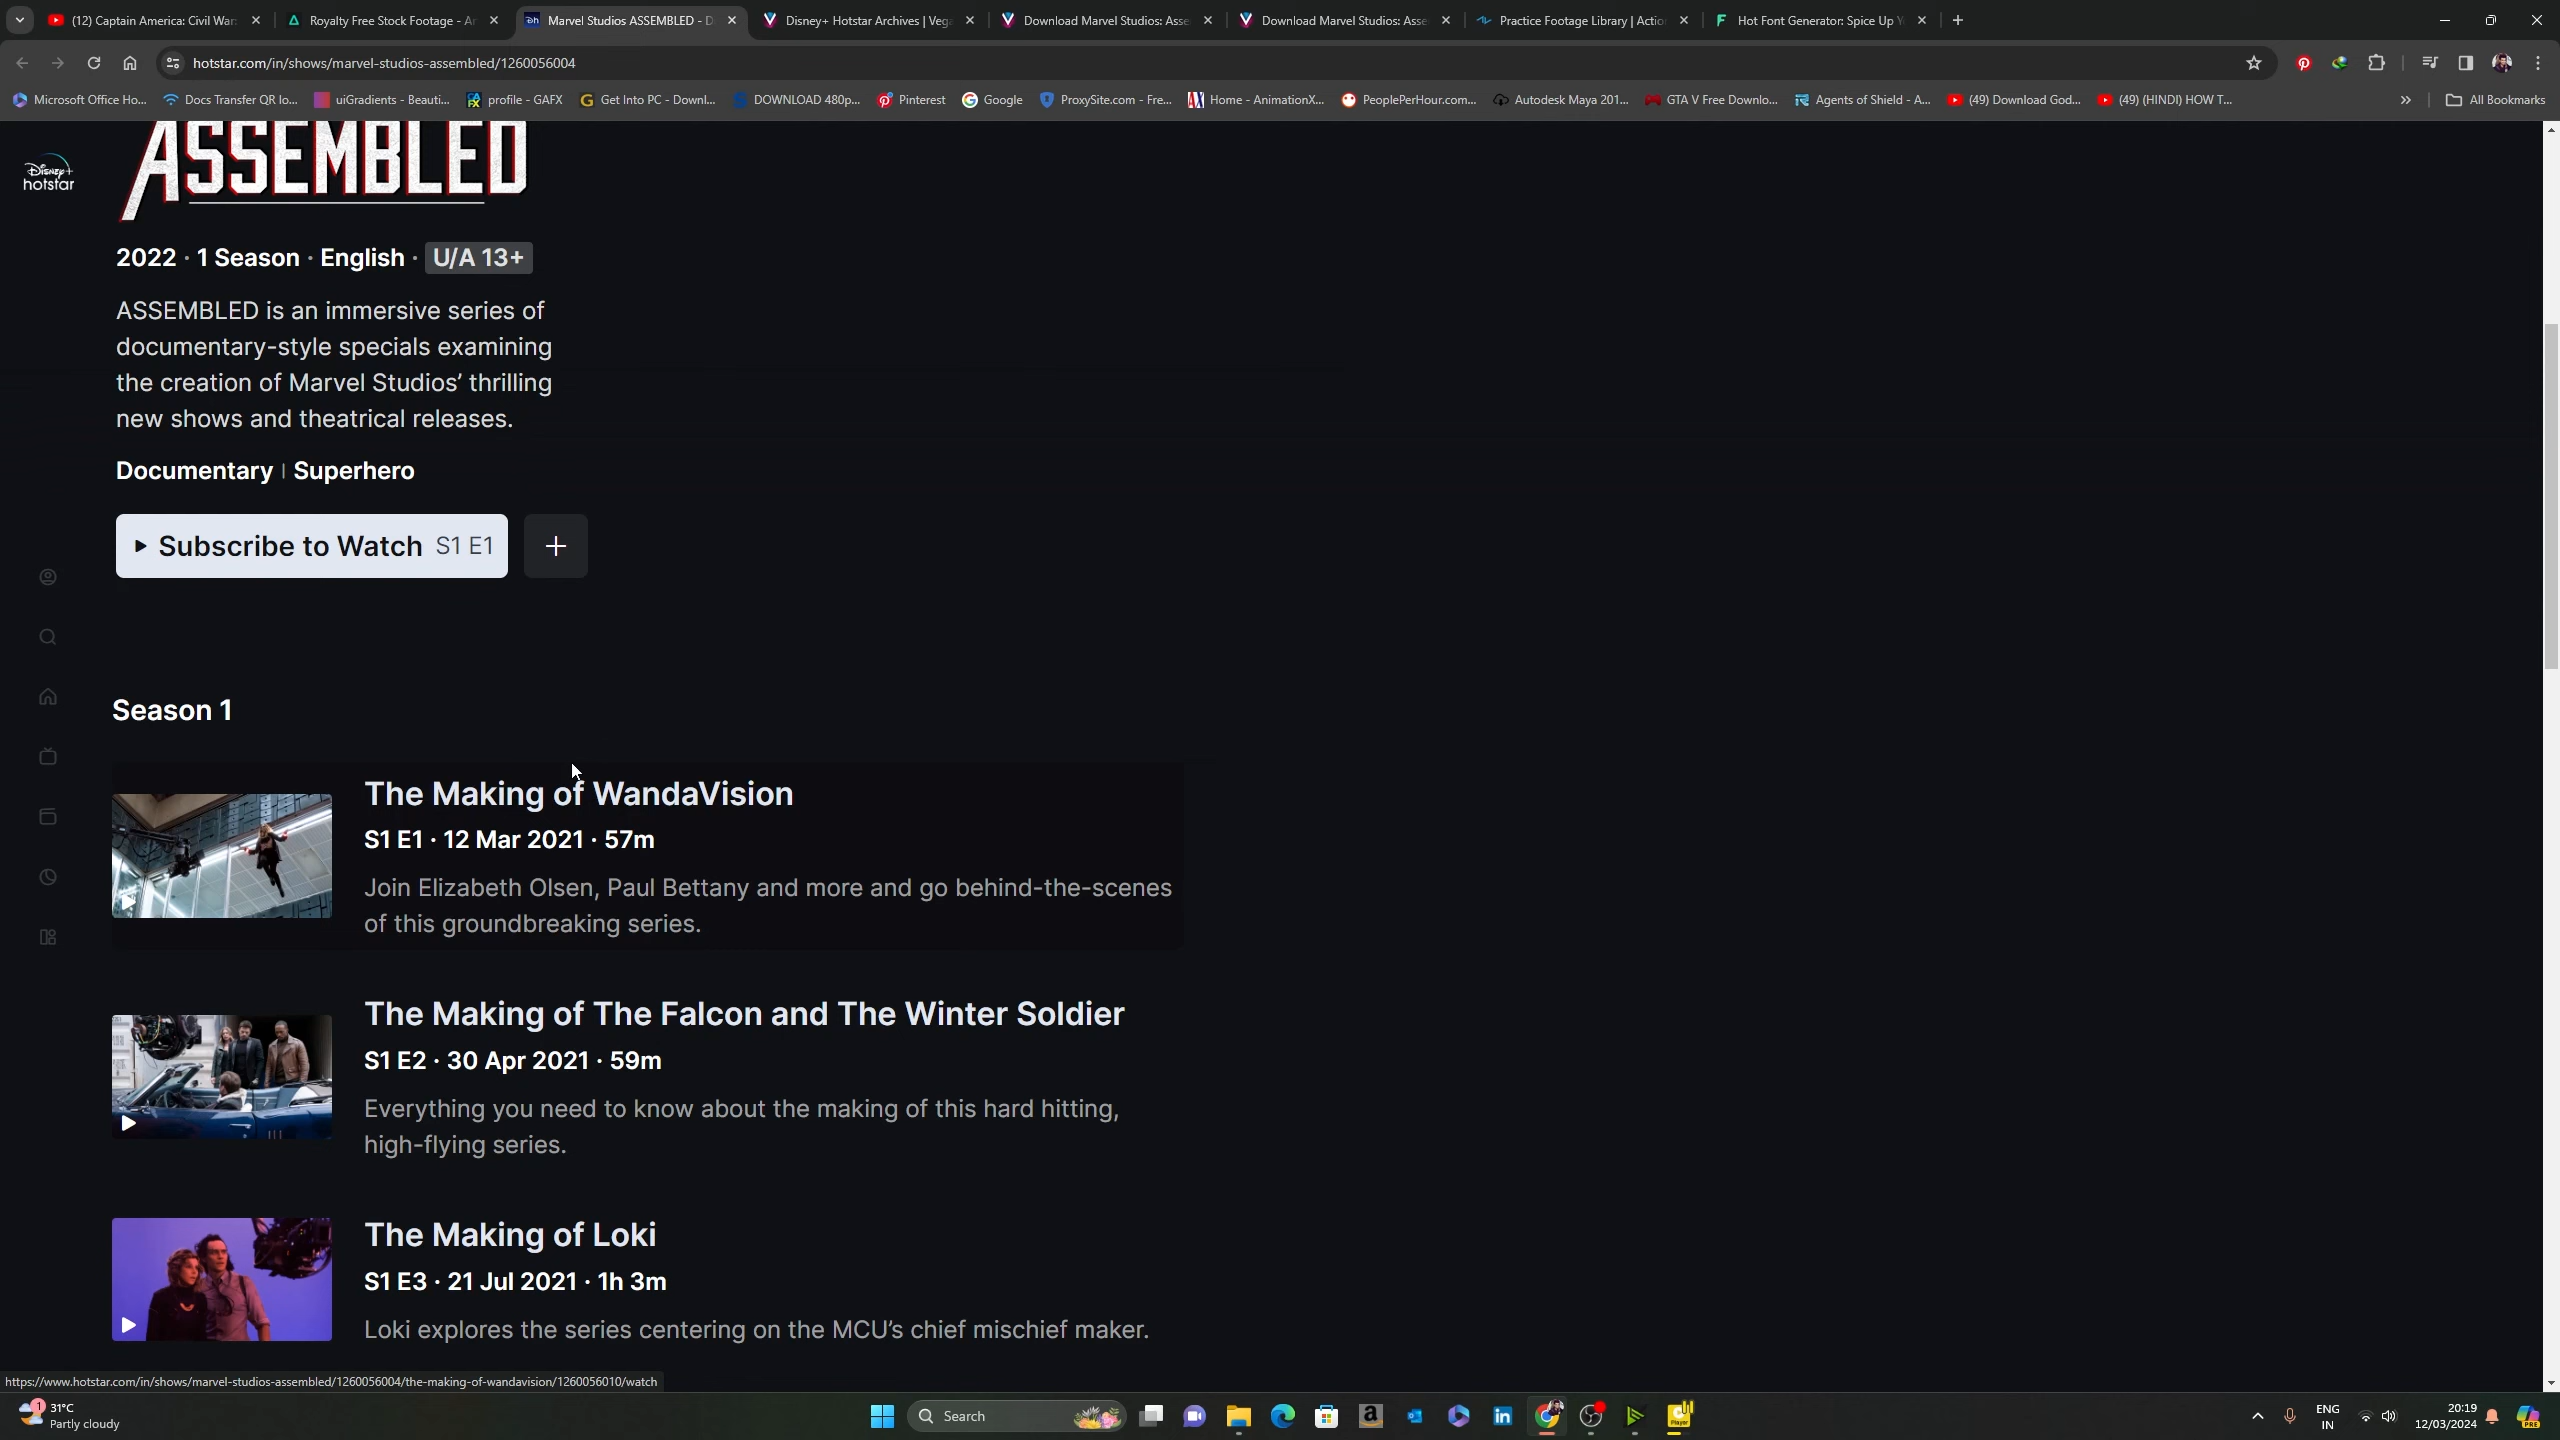 (12) Captain America: Civil War:
Royalty Free Stock Footage - Ar
Marvel Studios ASSEMBLED - D
Disney+ Hotstar Archives | Veg
Download Marvel Studios: Asse
Download Marvel Studios: Asse
Practice Footage Library | Actio
Hot Font Generator: Spice Up Y
hotstar.com/in/shows/marvel-studios-assembled/1260056004
Microsoft Office Ho...
Docs Transfer QR lo...
uiGradients - Beauti...
profile - GAFX
Get Into PC - Downl...
DOWNLOAD 480p...
Pinterest
Google
ProxySite.com - Fre...
Home - AnimationX...
PeoplePerHour.com...
Autodesk Maya 201...
GTA V Free Downlo...
Agents of Shield - A...
(49) Download God...
(49) (HINDI) HOW T...
All Bookmarks
Disney+
hotstar
ASSEMBLED
2022 · 1 Season · English · U/A 13+
ASSEMBLED is an immersive series of
documentary-style specials examining
the creation of Marvel Studios’ thrilling
new shows and theatrical releases.
Documentary | Superhero
Subscribe to Watch S1 E1
Season 1
The Making of WandaVision
S1 E1 · 12 Mar 2021 · 57m
Join Elizabeth Olsen, Paul Bettany and more and go behind-the-scenes
of this groundbreaking series.
The Making of The Falcon and The Winter Soldier
S1 E2 · 30 Apr 2021 · 59m
Everything you need to know about the making of this hard hitting,
high-flying series.
The Making of Loki
S1 E3 · 21 Jul 2021 · 1h 3m
Loki explores the series centering on the MCU’s chief mischief maker.
https://www.hotstar.com/in/shows/marvel-studios-assembled/1260056004/the-making-of-wandavision/1260056010/watch
1
31°C
Partly cloudy
Search
ENG
IN
20:19
12/03/2024